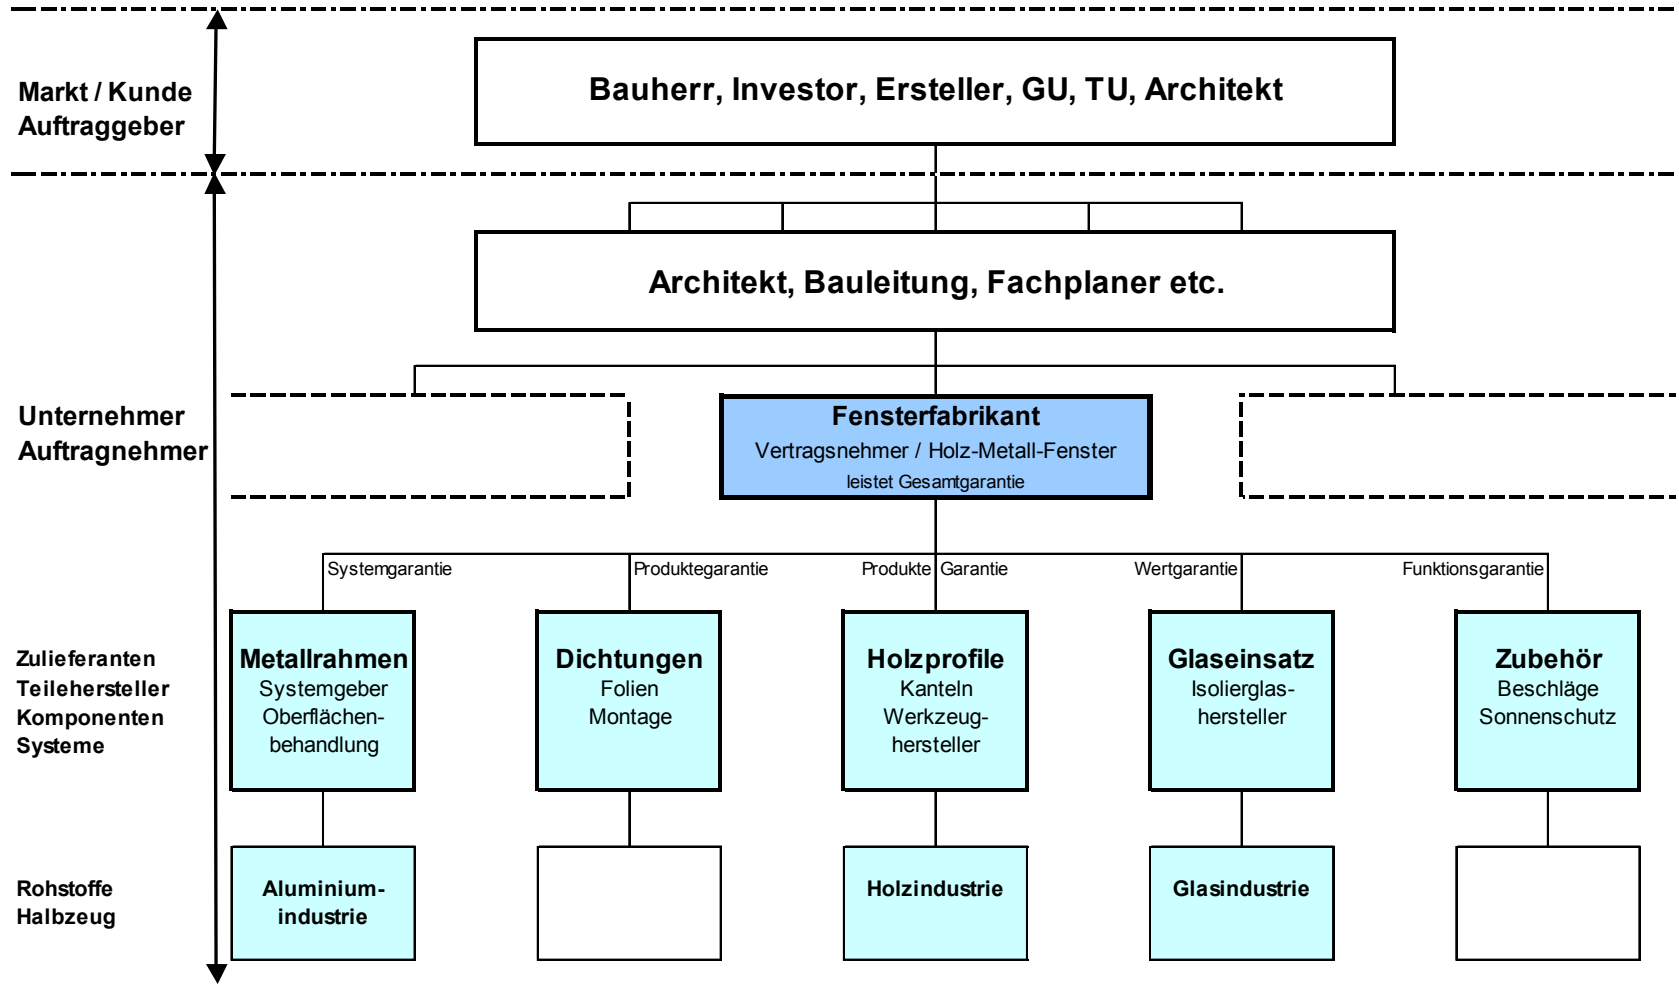 Markt / Kunde
Auftraggeber
Bauherr, Investor, Ersteller, GU, TU, Architekt
Architekt, Bauleitung, Fachplaner etc.
Unternehmer
Auftragnehmer
Fensterfabrikant
Vertragsnehmer / Holz-Metall-Fenster
leistet Gesamtgarantie
Systemgarantie
Produktegarantie
Produkte Garantie
Wertgarantie
Funktionsgarantie
Zulieferanten
Teilehersteller
Komponenten
Systeme
Metallrahmen
Systemgeber
Oberflächen-
behandlung
Dichtungen
Folien
Montage
Holzprofile
Kanteln
Werkzeug-
hersteller
Glaseinsatz
Isolierglas-
hersteller
Zubehör
Beschläge
Sonnenschutz
Rohstoffe
Halbzeug
Aluminium-
industrie
Holzindustrie
Glasindustrie